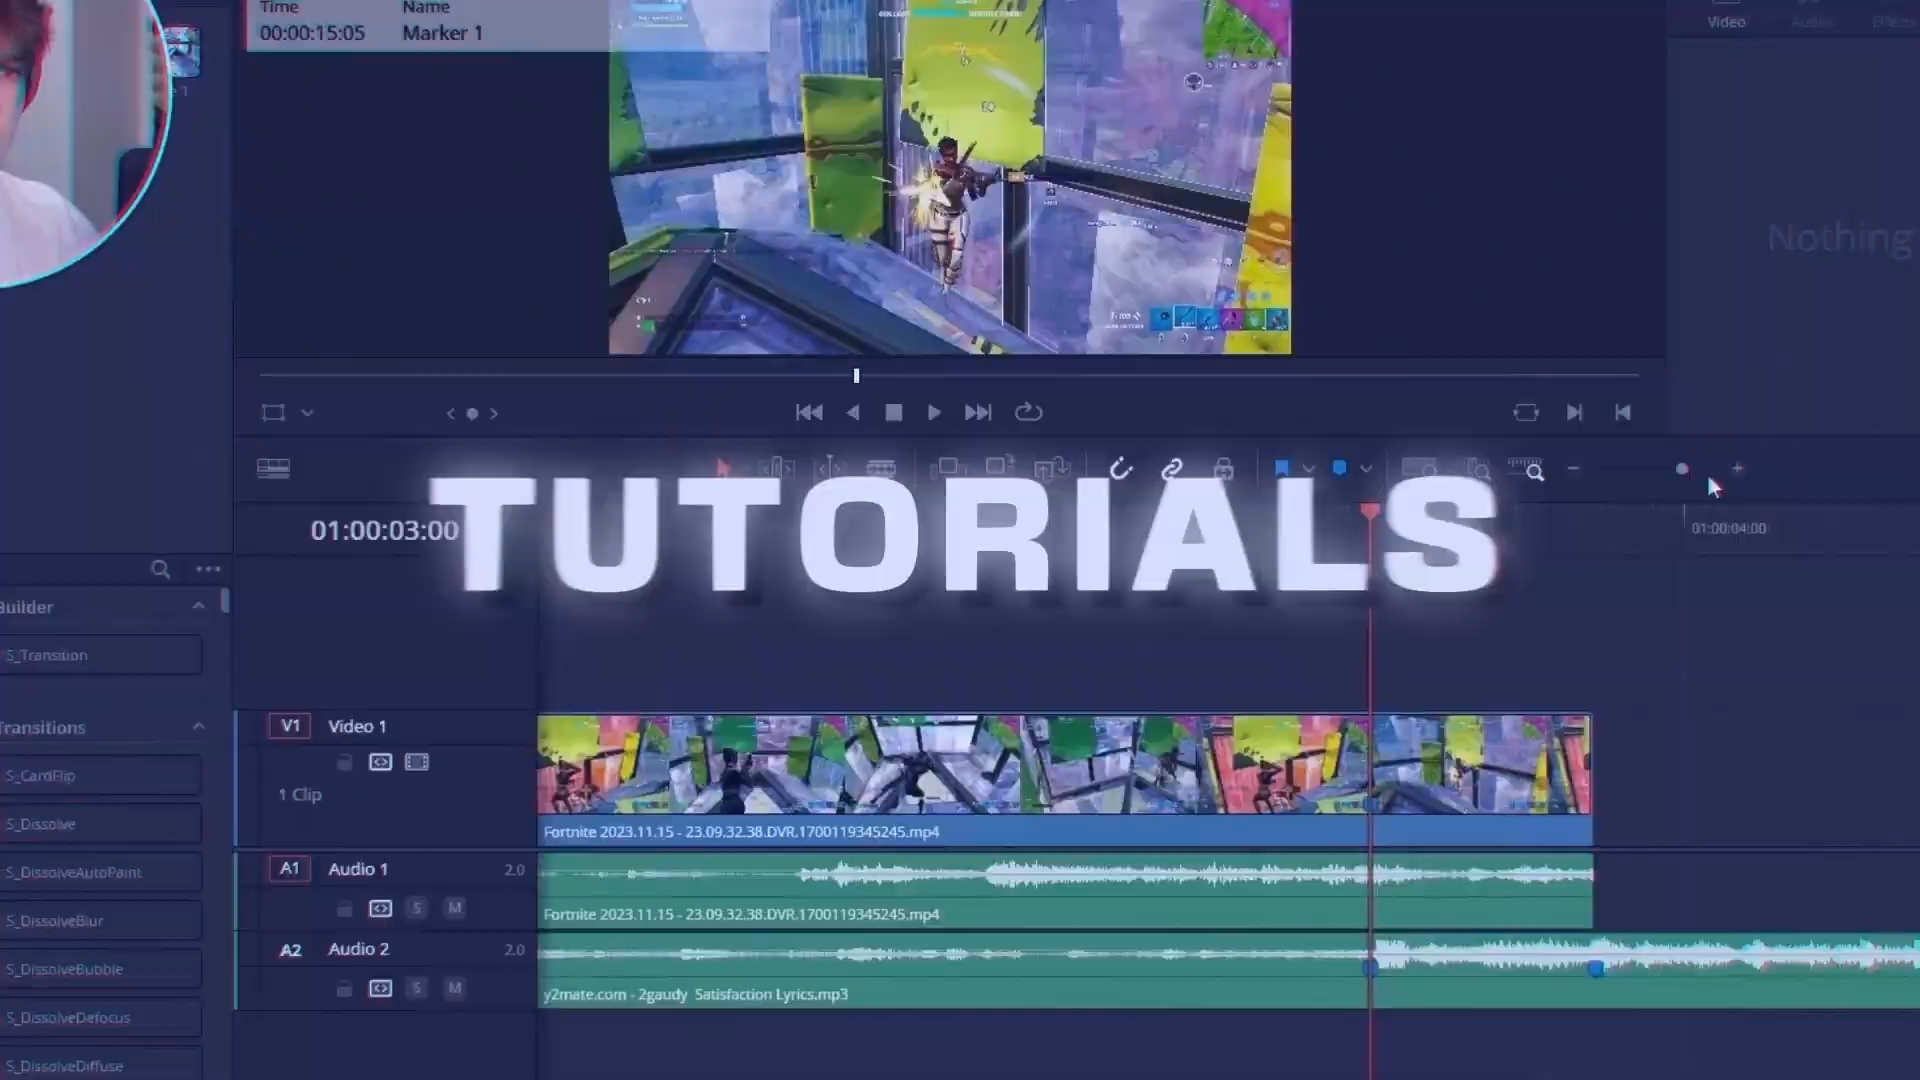 Time Name
00:00:15:05 Marker 1
Video Audio Effects
Nothing
TUTORIALS
01:00:03:00
01:00:04:00
Builder
S_Transition
Transitions
S_CardFlip
S_Dissolve
S_DissolveAutoPaint
S_DissolveBlur
S_DissolveBubble
S_DissolveDefocus
S_DissolveDiffuse
V1 Video 1
1 Clip
Fortnite 2023.11.15 - 23.09.32.38.DVR.1700119345245.mp4
A1 Audio 1 2.0
S M
Fortnite 2023.11.15 - 23.09.32.38.DVR.1700119345245.mp4
A2 Audio 2 2.0
S M
y2mate.com - 2gaudy Satisfaction Lyrics.mp3